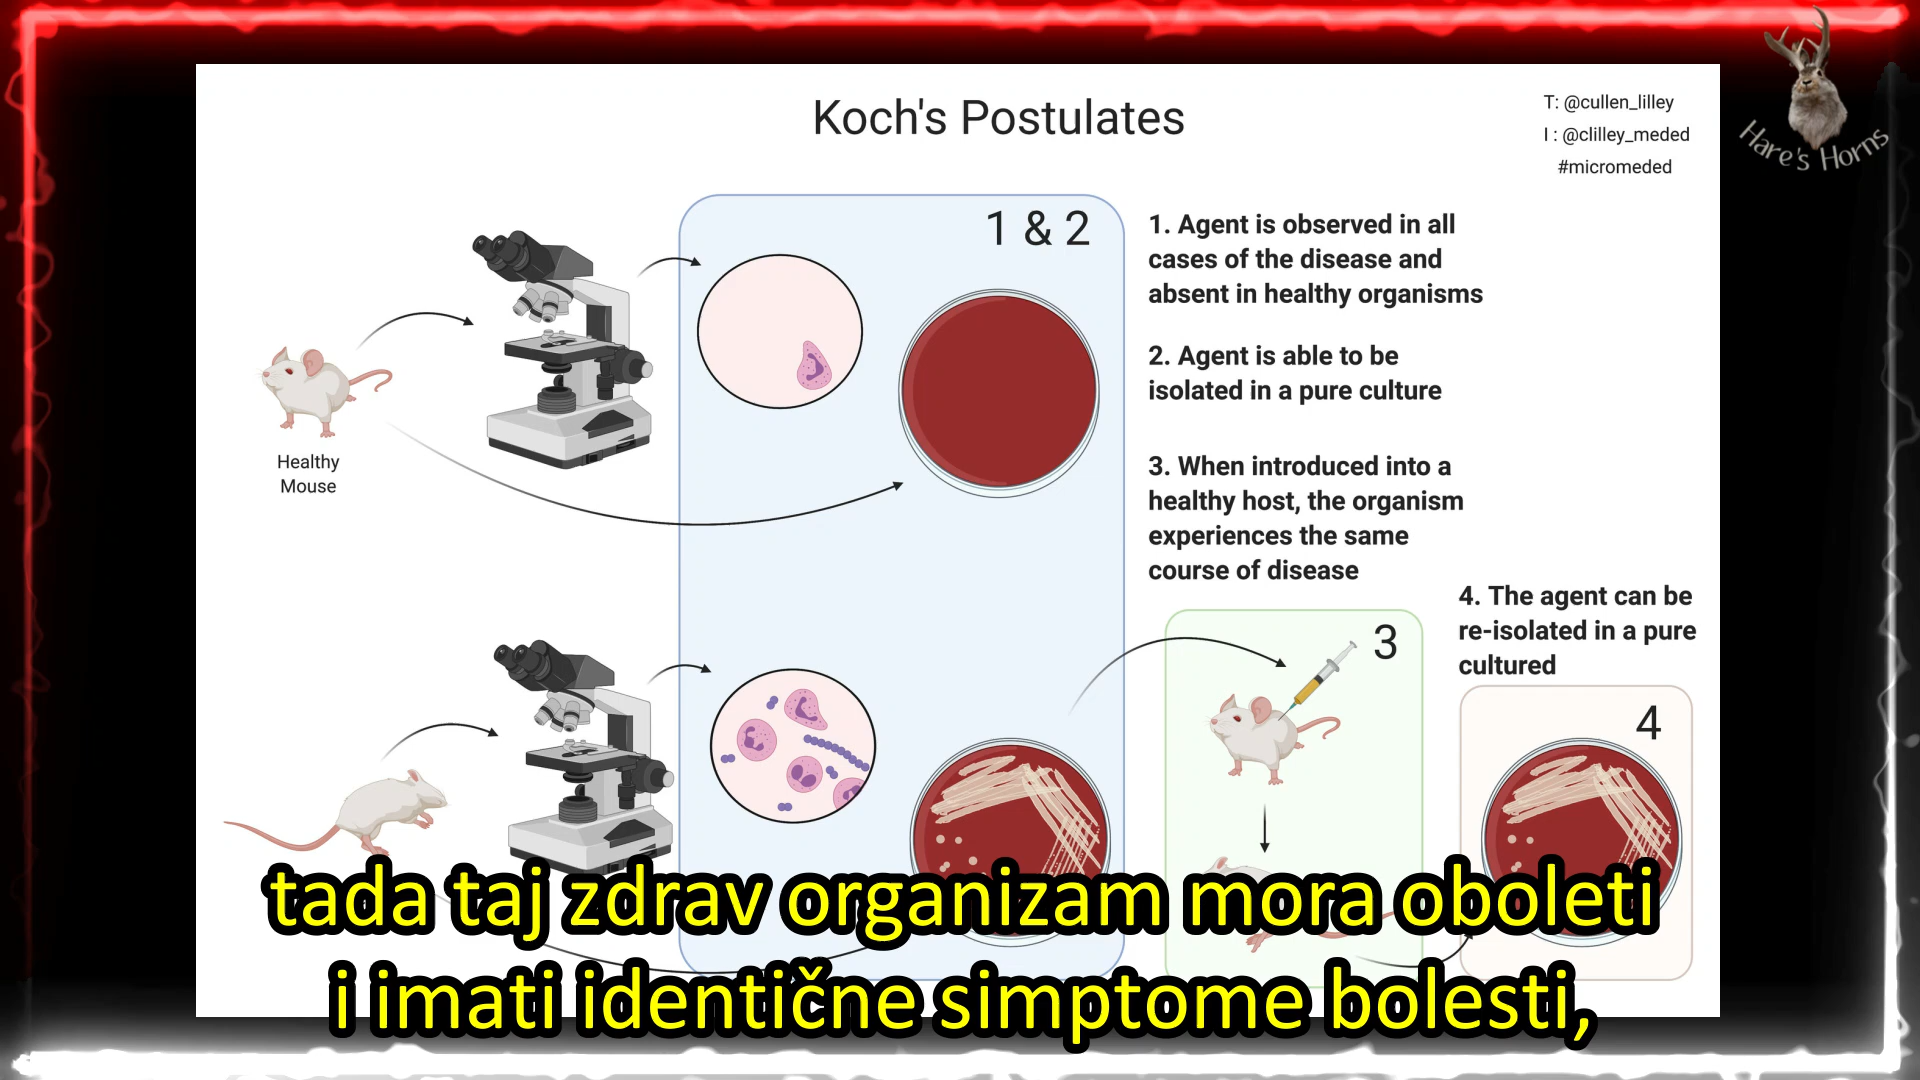 Koch's Postulates
T: @cullen_lilley
I : @clilley_meded
#micromeded
Hare's Horns
1 & 2
1. Agent is observed in all
cases of the disease and
absent in healthy organisms
2. Agent is able to be
isolated in a pure culture
3. When introduced into a
healthy host, the organism
experiences the same
course of disease
Healthy
Mouse
4. The agent can be
re-isolated in a pure
cultured
3
4
tada taj zdrav organizam mora oboleti
i imati identične simptome bolesti,